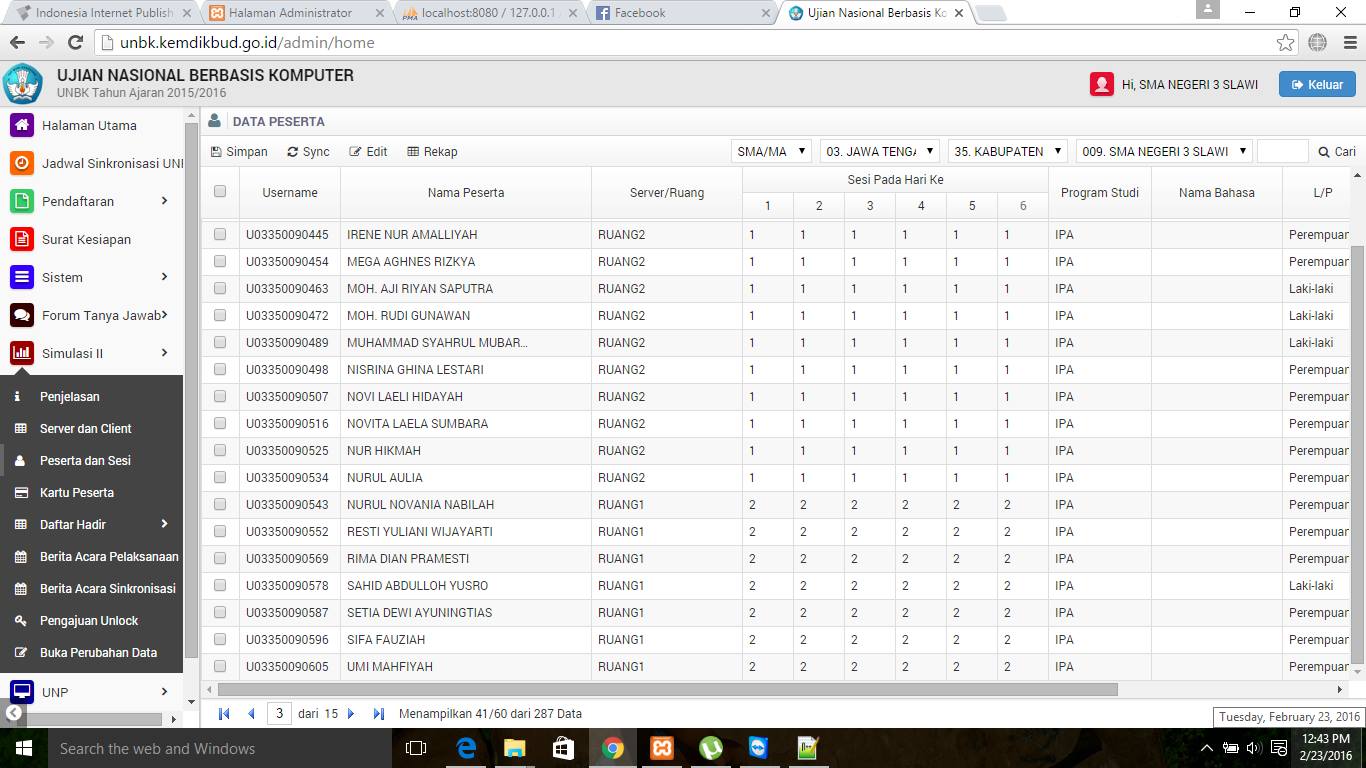 Indonesia Internet Publish
Halaman Administrator
localhost:8080 / 127.0.0.1
Facebook
Ujian Nasional Berbasis Ko
unbk.kemdikbud.go.id/admin/home
UJIAN NASIONAL BERBASIS KOMPUTER
UNBK Tahun Ajaran 2015/2016
Hi, SMA NEGERI 3 SLAWI
Keluar
Halaman Utama
Jadwal Sinkronisasi UN
Pendaftaran
Surat Kesiapan
Sistem
Forum Tanya Jawab
Simulasi II
Penjelasan
Server dan Client
Peserta dan Sesi
Kartu Peserta
Daftar Hadir
Berita Acara Pelaksanaan
Berita Acara Sinkronisasi
Pengajuan Unlock
Buka Perubahan Data
UNP
DATA PESERTA
Simpan Sync Edit Rekap SMA/MA 03. JAWA TENGA 35. KABUPATEN 009. SMA NEGERI 3 SLAWI Cari
Username Nama Peserta Server/Ruang Sesi Pada Hari Ke Program Studi Nama Bahasa L/P
1 2 3 4 5 6
U03350090445 IRENE NUR AMALLIYAH RUANG2 1 1 1 1 1 1 IPA Perempuan
U03350090454 MEGA AGHNES RIZKYA RUANG2 1 1 1 1 1 1 IPA Perempuan
U03350090463 MOH. AJI RIYAN SAPUTRA RUANG2 1 1 1 1 1 1 IPA Laki-laki
U03350090472 MOH. RUDI GUNAWAN RUANG2 1 1 1 1 1 1 IPA Laki-laki
U03350090489 MUHAMMAD SYAHRUL MUBAR... RUANG2 1 1 1 1 1 1 IPA Laki-laki
U03350090498 NISRINA GHINA LESTARI RUANG2 1 1 1 1 1 1 IPA Perempuan
U03350090507 NOVI LAELI HIDAYAH RUANG2 1 1 1 1 1 1 IPA Perempuan
U03350090516 NOVITA LAELA SUMBARA RUANG2 1 1 1 1 1 1 IPA Perempuan
U03350090525 NUR HIKMAH RUANG2 1 1 1 1 1 1 IPA Perempuan
U03350090534 NURUL AULIA RUANG2 1 1 1 1 1 1 IPA Perempuan
U03350090543 NURUL NOVANIA NABILAH RUANG1 2 2 2 2 2 2 IPA Perempuan
U03350090552 RESTI YULIANI WIJAYARTI RUANG1 2 2 2 2 2 2 IPA Perempuan
U03350090569 RIMA DIAN PRAMESTI RUANG1 2 2 2 2 2 2 IPA Perempuan
U03350090578 SAHID ABDULLOH YUSRO RUANG1 2 2 2 2 2 2 IPA Laki-laki
U03350090587 SETIA DEWI AYUNINGTIAS RUANG1 2 2 2 2 2 2 IPA Perempuan
U03350090596 SIFA FAUZIAH RUANG1 2 2 2 2 2 2 IPA Perempuan
U03350090605 UMI MAHFIYAH RUANG1 2 2 2 2 2 2 IPA Perempuan
3 dari 15 Menampilkan 41/60 dari 287 Data
Tuesday, February 23, 2016
Search the web and Windows
12:43 PM
2/23/2016